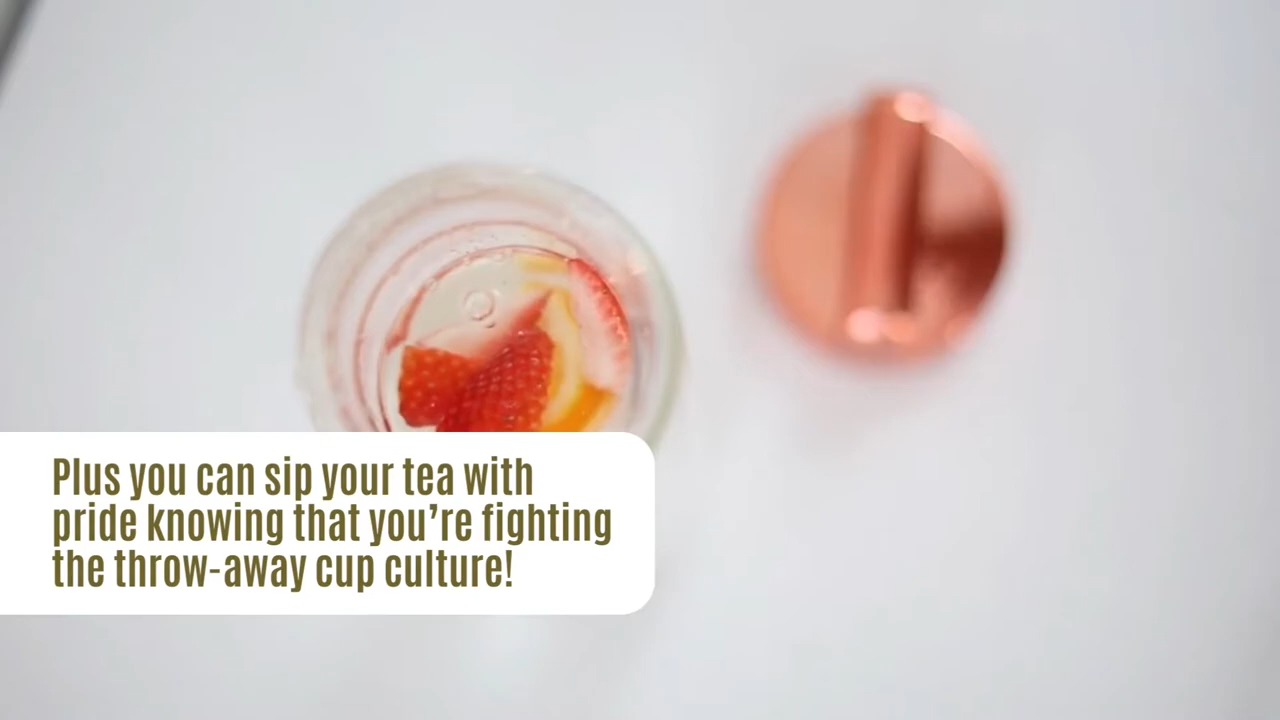 Plus you can sip your tea with
pride knowing that you’re fighting
the throw-away cup culture!